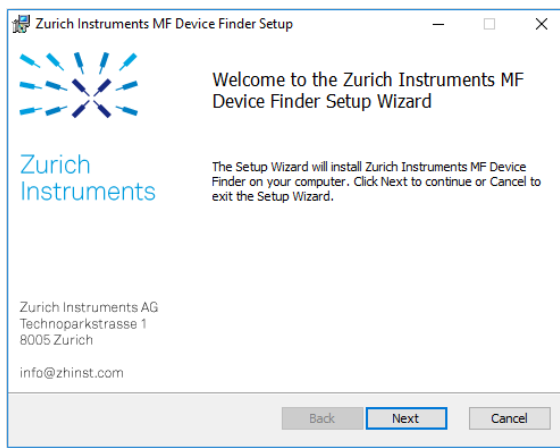 Zurich Instruments MF Device Finder Setup
Welcome to the Zurich Instruments MF
Device Finder Setup Wizard
Zurich
Instruments
The Setup Wizard will install Zurich Instruments MF Device
Finder on your computer. Click Next to continue or Cancel to
exit the Setup Wizard.
Zurich Instruments AG
Technoparkstrasse 1
8005 Zurich
info@zhinst.com
Back
Next
Cancel